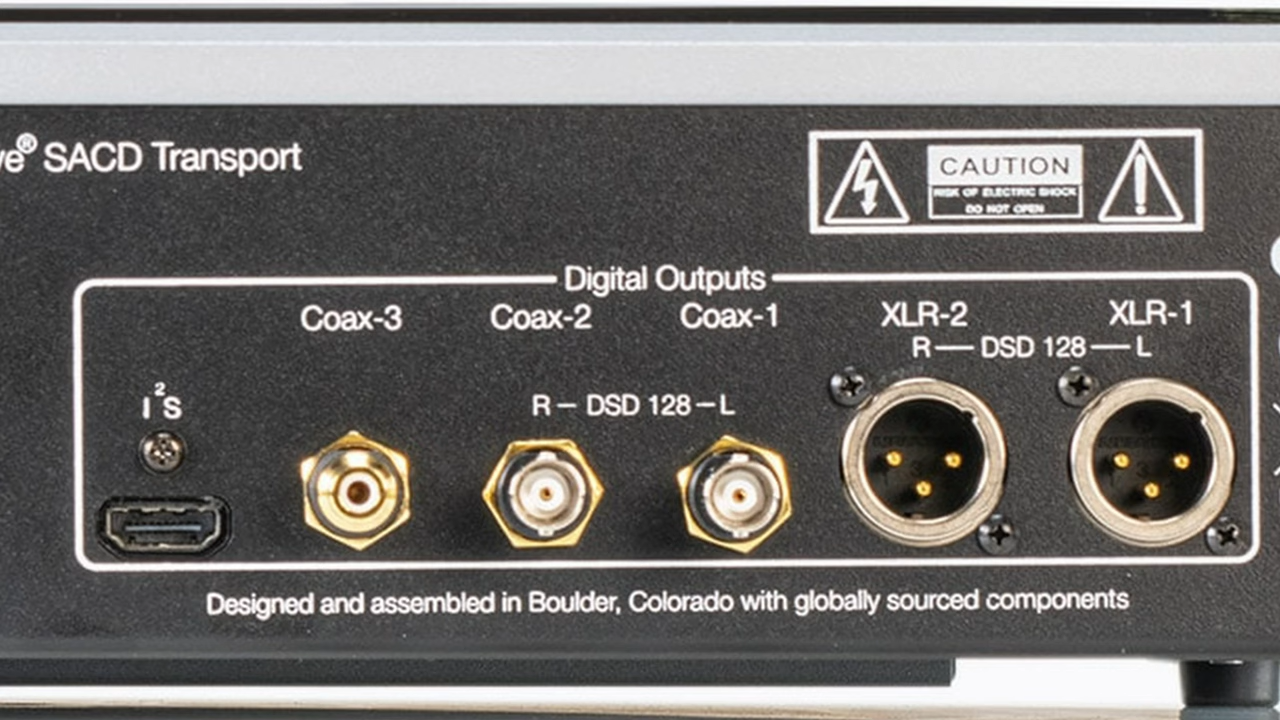 ve® SACD Transport
CAUTION
RISK OF ELECTRIC SHOCK
DO NOT OPEN
Digital Outputs
Coax-3 Coax-2 Coax-1 XLR-2 XLR-1
R — DSD 128 — L
I²S
R — DSD 128 — L
Designed and assembled in Boulder, Colorado with globally sourced components